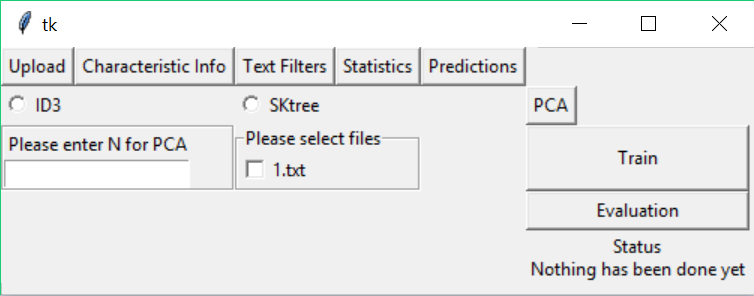 tk
Upload Characteristic Info Text Filters Statistics Predictions
ID3 SKtree PCA
Please enter N for PCA Please select files
1.txt Train
Evaluation
Status
Nothing has been done yet